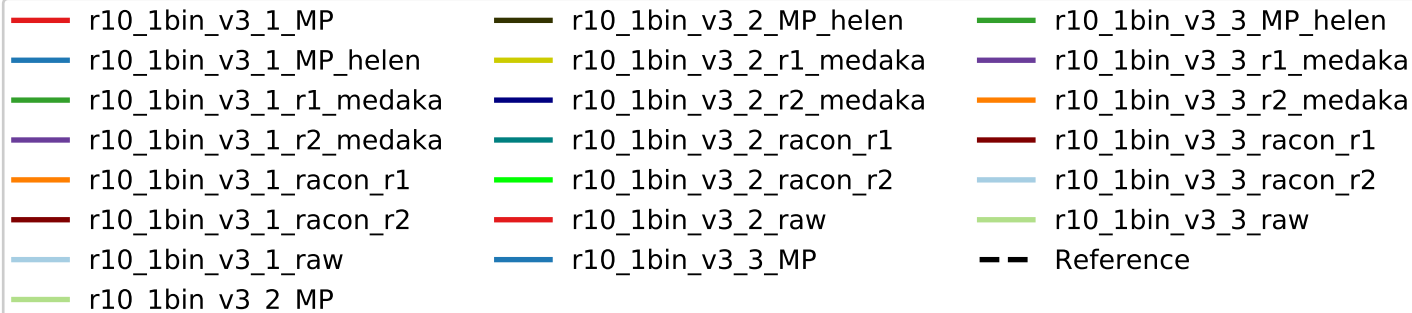 r10_1bin_v3_1_MP
r10_1bin_v3_1_MP_helen
r10_1bin_v3_1_r1_medaka
r10_1bin_v3_1_r2_medaka
r10_1bin_v3_1_racon_r1
r10_1bin_v3_1_racon_r2
r10_1bin_v3_1_raw
r10_1bin_v3_2_MP
r10_1bin_v3_2_MP_helen
r10_1bin_v3_2_r1_medaka
r10_1bin_v3_2_r2_medaka
r10_1bin_v3_2_racon_r1
r10_1bin_v3_2_racon_r2
r10_1bin_v3_2_raw
r10_1bin_v3_3_MP
r10_1bin_v3_3_MP_helen
r10_1bin_v3_3_r1_medaka
r10_1bin_v3_3_r2_medaka
r10_1bin_v3_3_racon_r1
r10_1bin_v3_3_racon_r2
r10_1bin_v3_3_raw
Reference